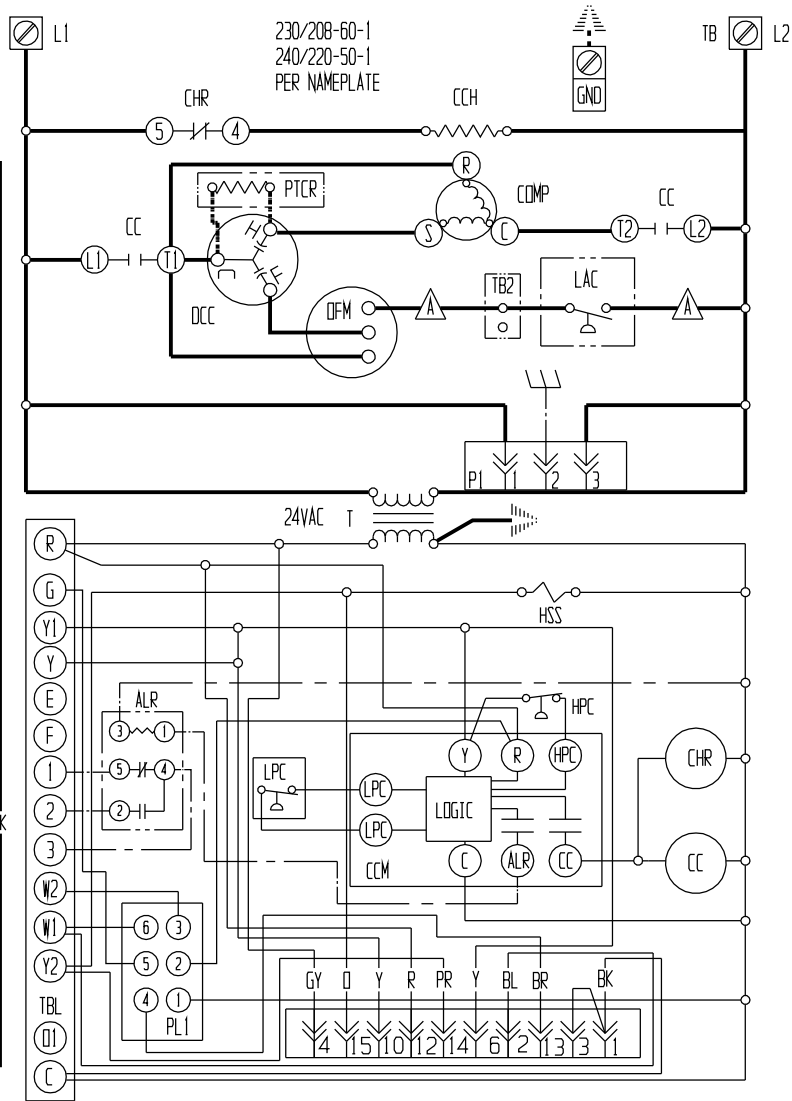 L1
230/208-60-1
240/220-50-1
PER NAMEPLATE
GND
TB
L2
CHR
5
4
CCH
PTCR
R
COMP
CC
CC
L1
T1
H
J
F
S
C
T2
L2
DCC
OFM
A
TB2
LAC
A
P1
1
2
3
24VAC
T
R
G
Y1
Y
E
F
1
2
3
W2
W1
Y2
TBL
O1
C
K
HSS
ALR
3
1
5
4
2
HPC
Y
R
HPC
LPC
LPC
LPC
LOGIC
C
ALR
CC
CCM
CHR
CC
6
3
5
2
4
1
PL1
GY
O
Y
R
PR
Y
BL
BR
BK
4
15
10
12
14
6
2
13
3
1